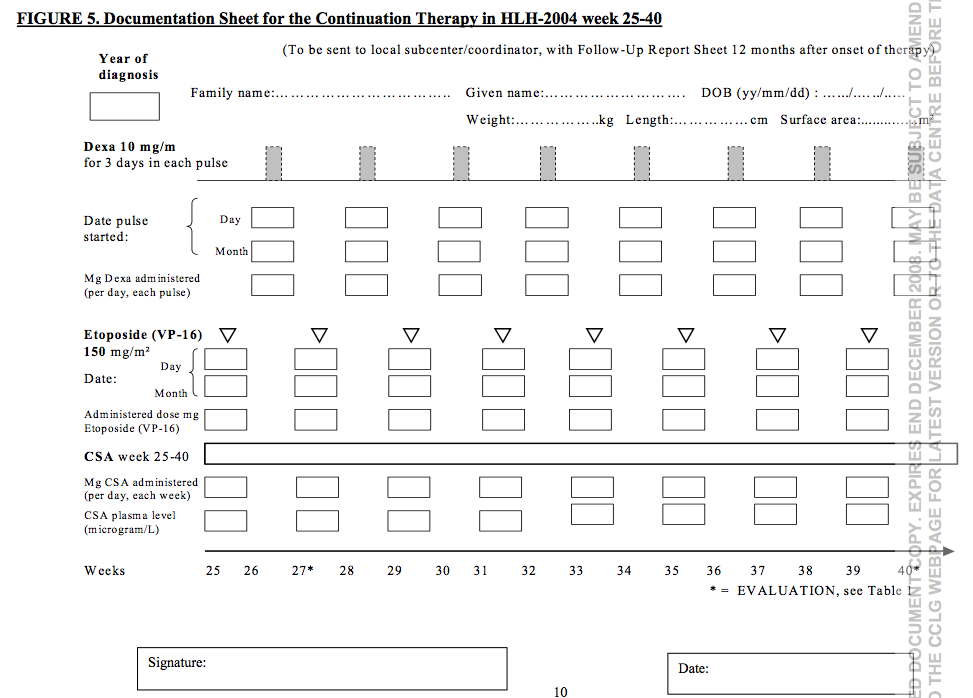 FIGURE 5. Documentation Sheet for the Continuation Therapy in HLH-2004 week 25-40
(To be sent to local subcenter/coordinator, with Follow-Up Report Sheet 12 months after onset of therapy)
Year of
diagnosis
Family name:……………………………….. Given name:………………………. DOB (yy/mm/dd) : ……/……/……
Weight:……………..kg Length:……………cm Surface area:..............m²
Dexa 10 mg/m
for 3 days in each pulse
Date pulse
started:
Day
Month
Mg Dexa administered
(per day, each pulse)
Etoposide (VP-16)
150 mg/m²
Day
Date:
Month
Administered dose mg
Etoposide (VP-16)
CSA week 25-40
Mg CSA administered
(per day, each week)
CSA plasma level
(microgram/L)
Weeks 25 26 27* 28 29 30 31 32 33 34 35 36 37 38 39 40*
* = EVALUATION, see Table 1
Signature:
Date:
10
ED DOCUMENT COPY. EXPIRES END DECEMBER 2008. MAY BE SUBJECT TO AMEND
THE CCLG WEBPAGE FOR LATEST VERSION OR TO THE DATA CENTRE BEFORE